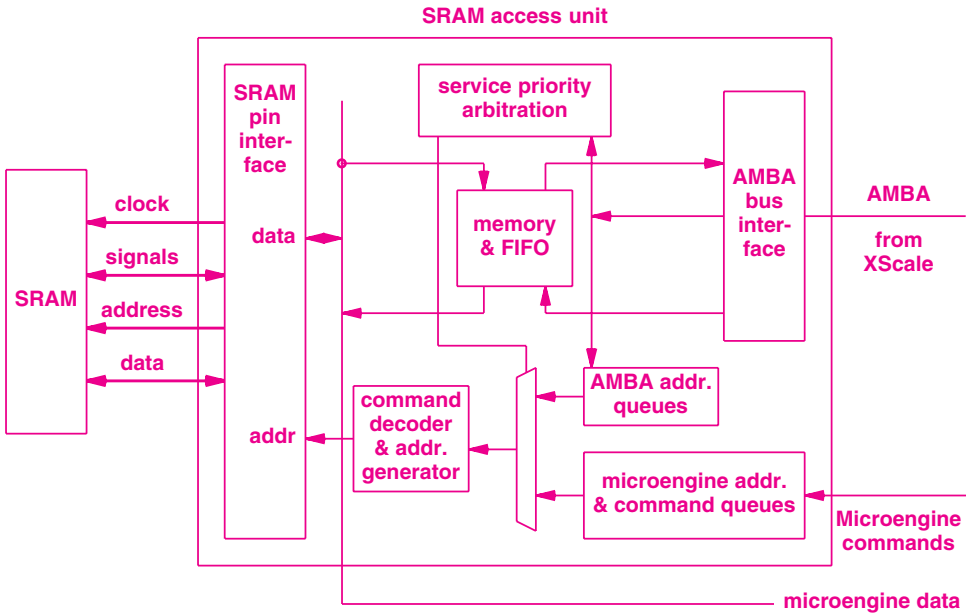 SRAM access unit
SRAM
pin
inter-
face
data
addr
service priority
arbitration
memory
& FIFO
AMBA
bus
inter-
face
AMBA
from
XScale
SRAM
clock
signals
address
data
command
decoder
& addr.
generator
AMBA addr.
queues
microengine addr.
& command queues
Microengine
commands
microengine data